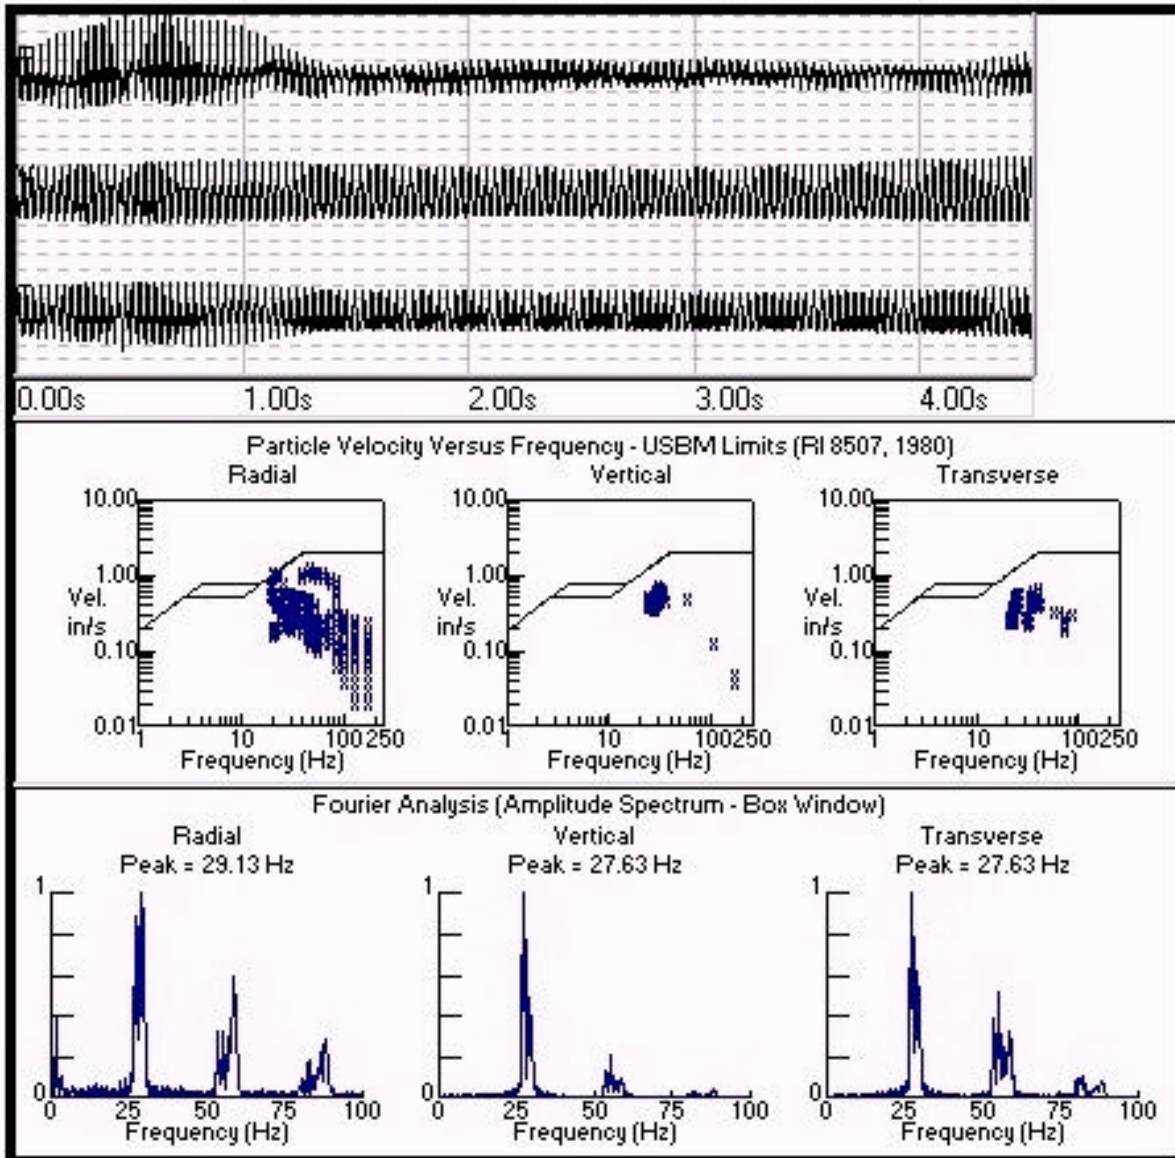 0.00s 1.00s 2.00s 3.00s 4.00s
Particle Velocity Versus Frequency - USBM Limits (RI 8507, 1980)
Radial Vertical Transverse
10.00 10.00 10.00
1.00 1.00 1.00
Vel. Vel. Vel.
in/s in/s in/s
0.10 0.10 0.10
0.01 0.01 0.01
1 10 100250 1 10 100250 1 10 100250
Frequency (Hz) Frequency (Hz) Frequency (Hz)
Fourier Analysis (Amplitude Spectrum - Box Window)
Radial Vertical Transverse
Peak = 29.13 Hz Peak = 27.63 Hz Peak = 27.63 Hz
1 1 1
0 0 0
0 25 50 75 100 0 25 50 75 100 0 25 50 75 100
Frequency (Hz) Frequency (Hz) Frequency (Hz)